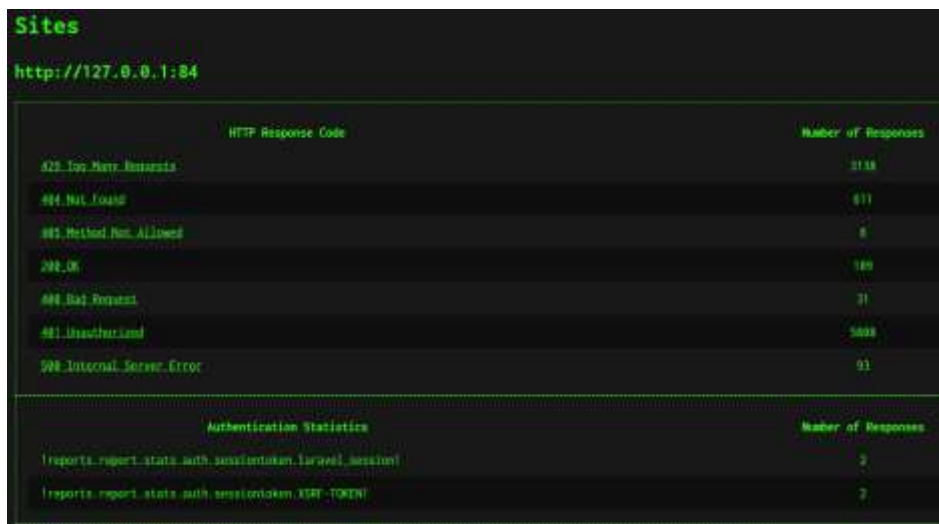 Sites
http://127.0.0.1:84
HTTP Response Code Number of Responses
429 Too Many Requests 3138
404 Not Found 611
405 Method Not Allowed
200 OK 109
400 Bad Request 31
401 Unauthorized
500 Internal Server Error 93
Authentication Statistics Number of Responses
!reports.report.stats.auth.sessiontoken.laravel_session! 2
!reports.report.stats.auth.sessiontoken.XSRF-TOKEN! 2